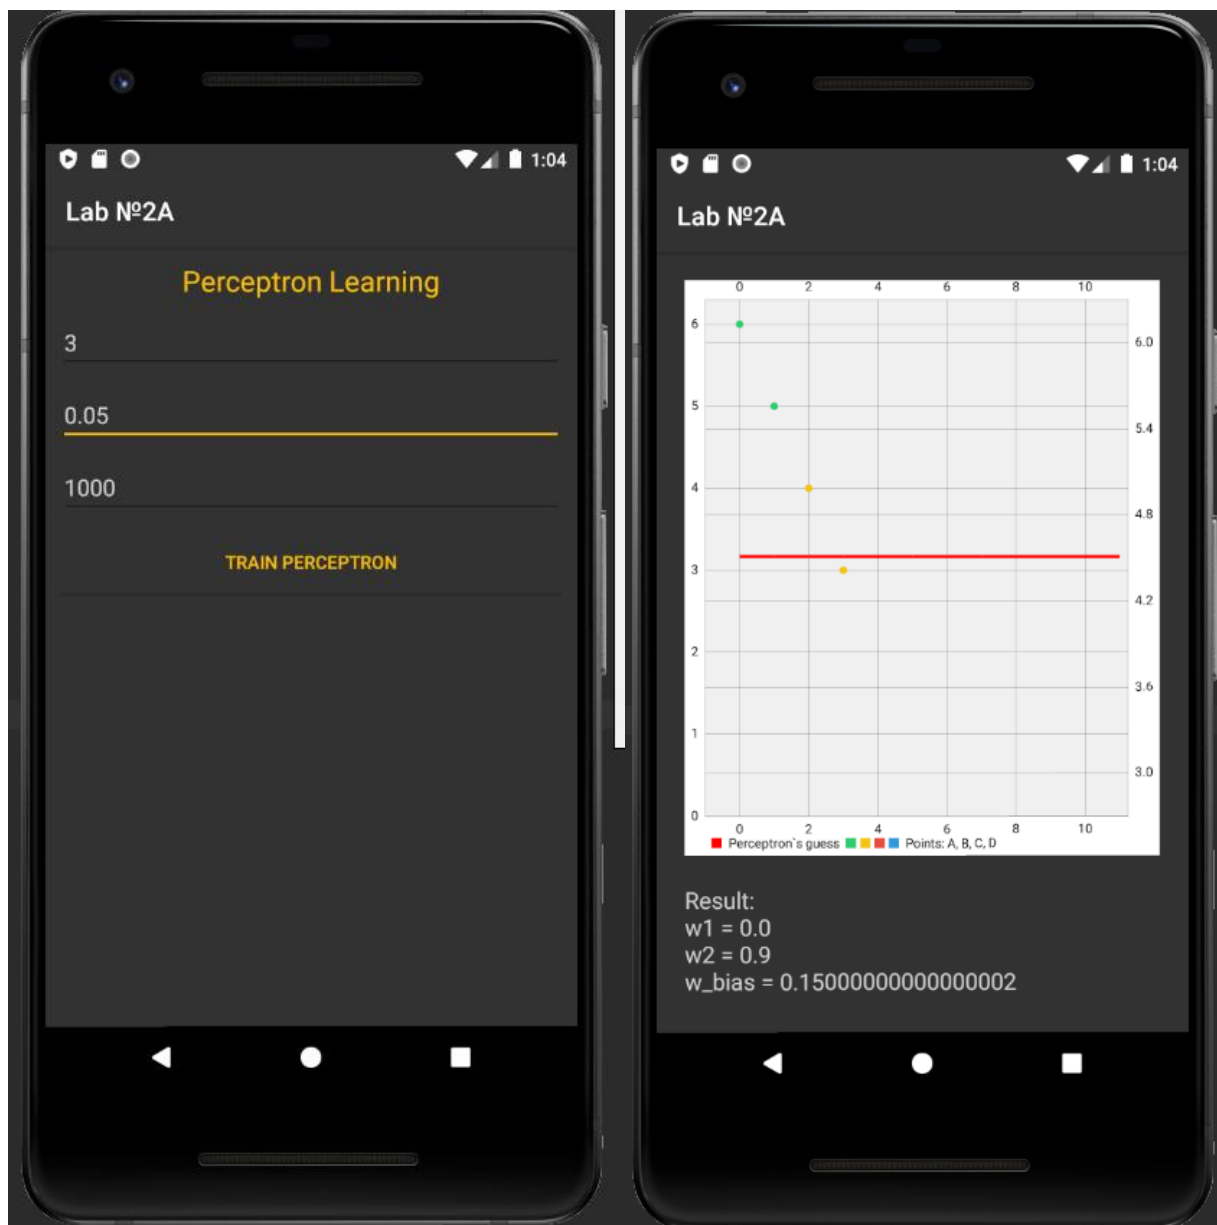 1:04
Lab №2A
Perceptron Learning
3
0.05
1000
TRAIN PERCEPTRON
1:04
Lab №2A
0 2 4 6 8 10
6
6.0
5
5.4
4
4.8
3
4.2
2
3.6
1
3.0
0
0 2 4 6 8 10
Perceptron`s guess Points: A, B, C, D
Result:
w1 = 0.0
w2 = 0.9
w_bias = 0.15000000000000002